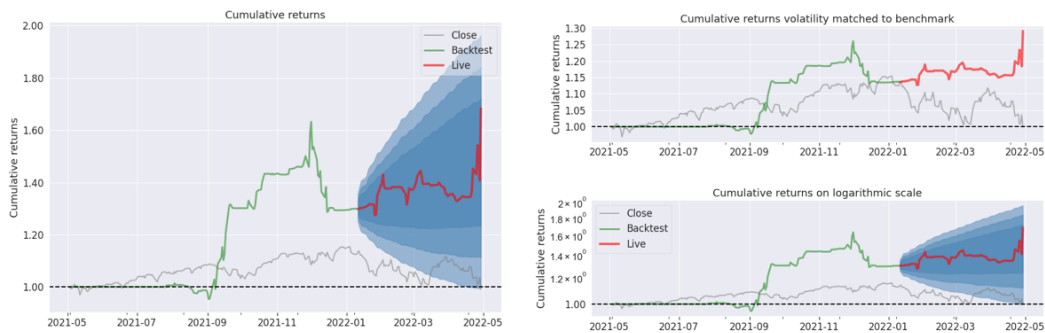 Cumulative returns
2.00
1.80
1.60
1.40
1.20
1.00
Cumulative returns
Close
Backtest
Live
2021-05 2021-07 2021-09 2021-11 2022-01 2022-03 2022-05
Cumulative returns volatility matched to benchmark
1.30
1.25
1.20
1.15
1.10
1.05
1.00
Cumulative returns
2021-05 2021-07 2021-09 2021-11 2022-01 2022-03 2022-05
Cumulative returns on logarithmic scale
2 × 10⁰
1.8 × 10⁰
1.6 × 10⁰
1.4 × 10⁰
1.2 × 10⁰
1.00
Cumulative returns
Close
Backtest
Live
2021-05 2021-07 2021-09 2021-11 2022-01 2022-03 2022-05